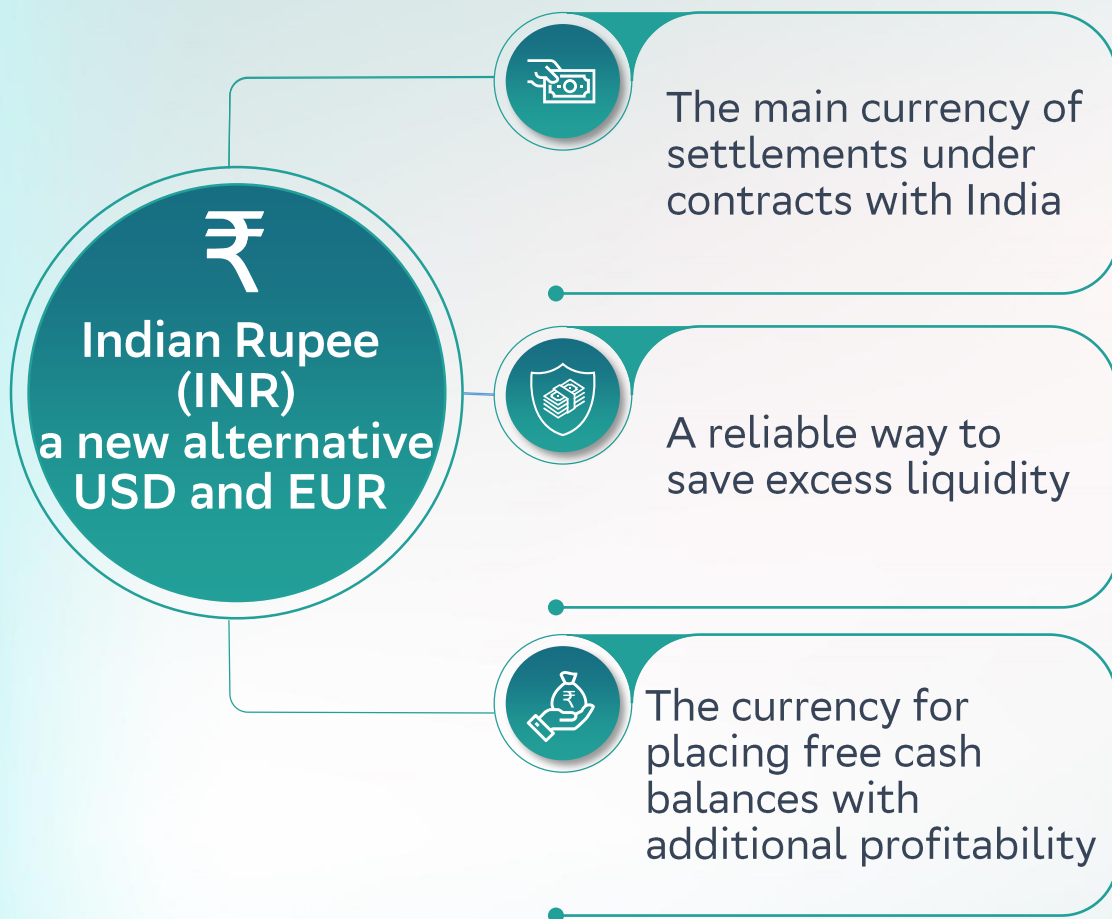 ₹
Indian Rupee
(INR)
a new alternative
USD and EUR
The main currency of
settlements under
contracts with India
A reliable way to
save excess liquidity
₹
The currency for
placing free cash
balances with
additional profitability